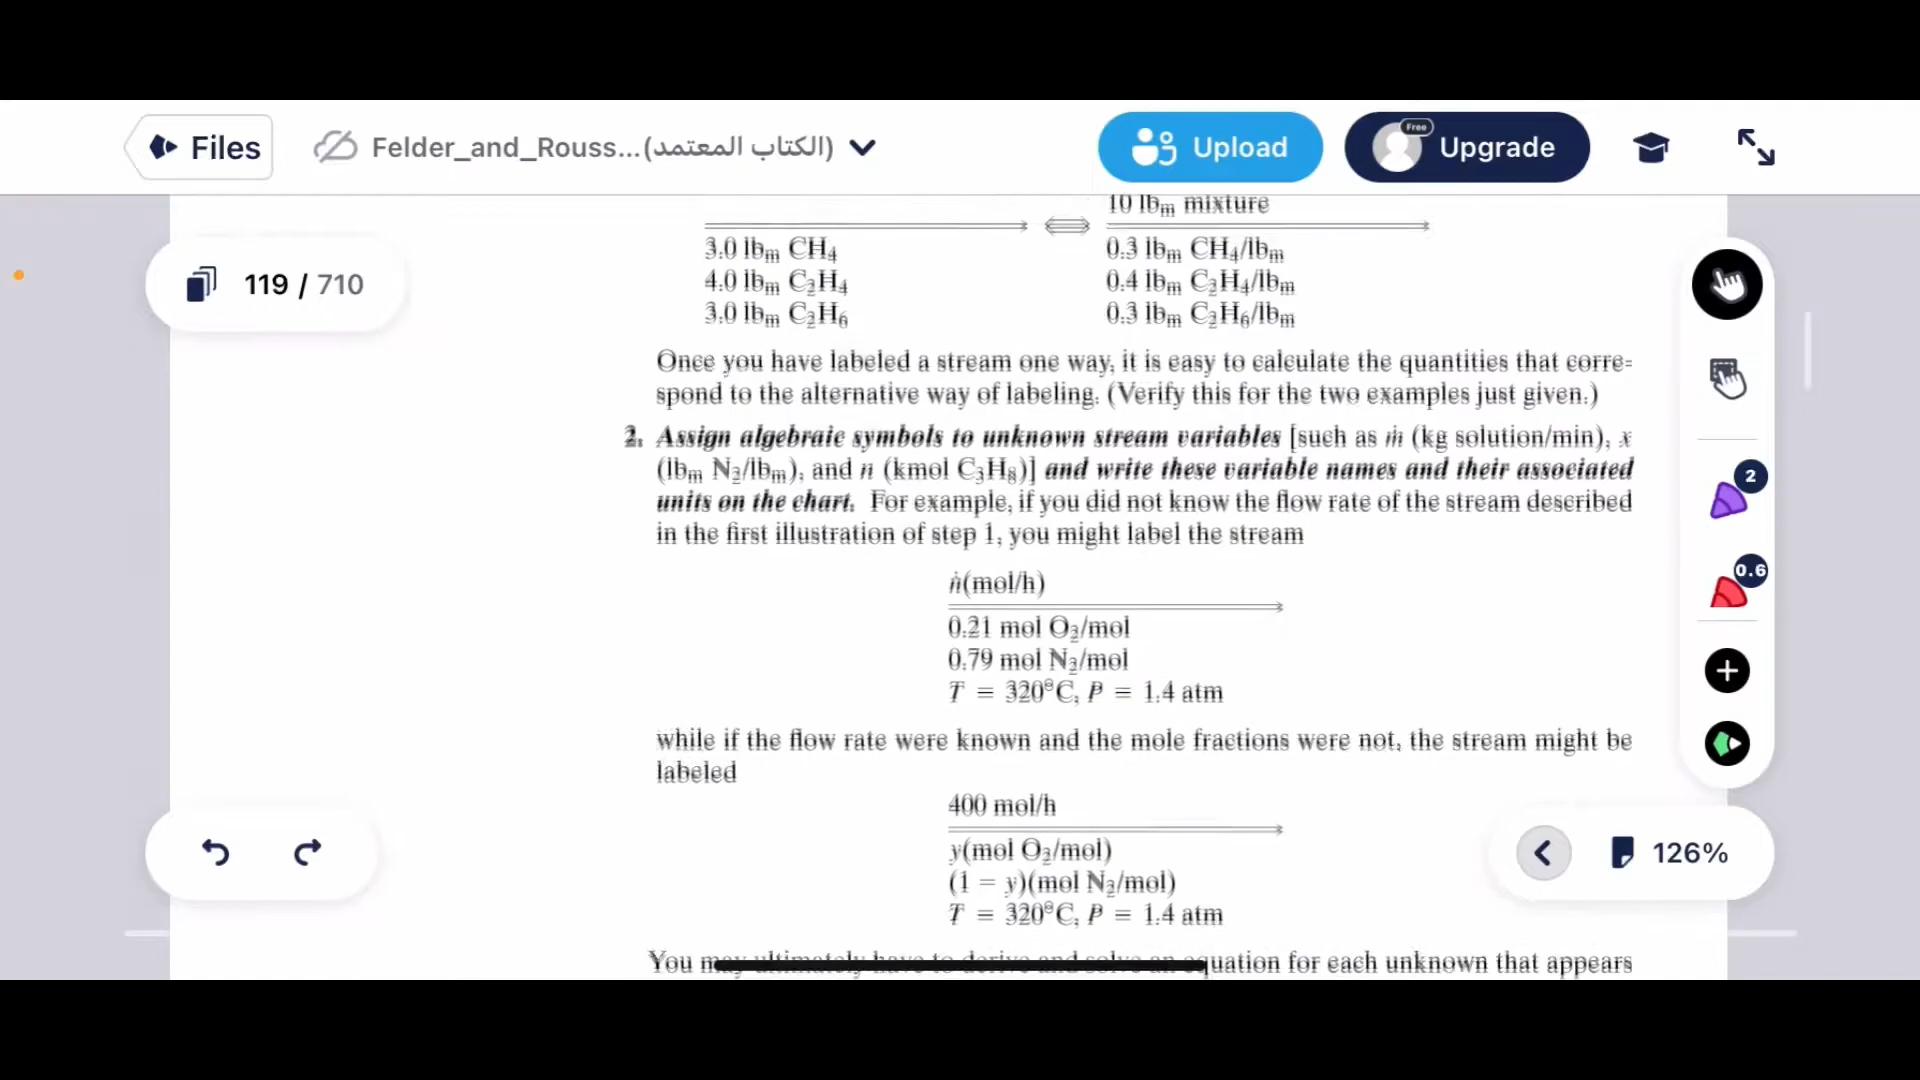 Files
Felder_and_Rouss...(الكتاب المعتمد)
Upload
Free
Upgrade
119 / 710
10 lbm mixture
3.0 lbm CH4
0.3 lbm CH4/lbm
4.0 lbm C2H4
0.4 lbm C2H4/lbm
3.0 lbm C2H6
0.3 lbm C2H6/lbm
Once you have labeled a stream one way, it is easy to calculate the quantities that corre-
spond to the alternative way of labeling. (Verify this for the two examples just given.)
2. Assign algebraic symbols to unknown stream variables [such as ṁ (kg solution/min), x
(lbm N2/lbm), and n (kmol C3H8)] and write these variable names and their associated
units on the chart. For example, if you did not know the flow rate of the stream described
in the first illustration of step 1, you might label the stream
ṅ(mol/h)
0.21 mol O2/mol
0.79 mol N2/mol
T = 320°C, P = 1.4 atm
while if the flow rate were known and the mole fractions were not, the stream might be
labeled
400 mol/h
y(mol O2/mol)
(1 − y)(mol N2/mol)
T = 320°C, P = 1.4 atm
You may ultimately have to derive and solve an equation for each unknown that appears
2
0.6
126%